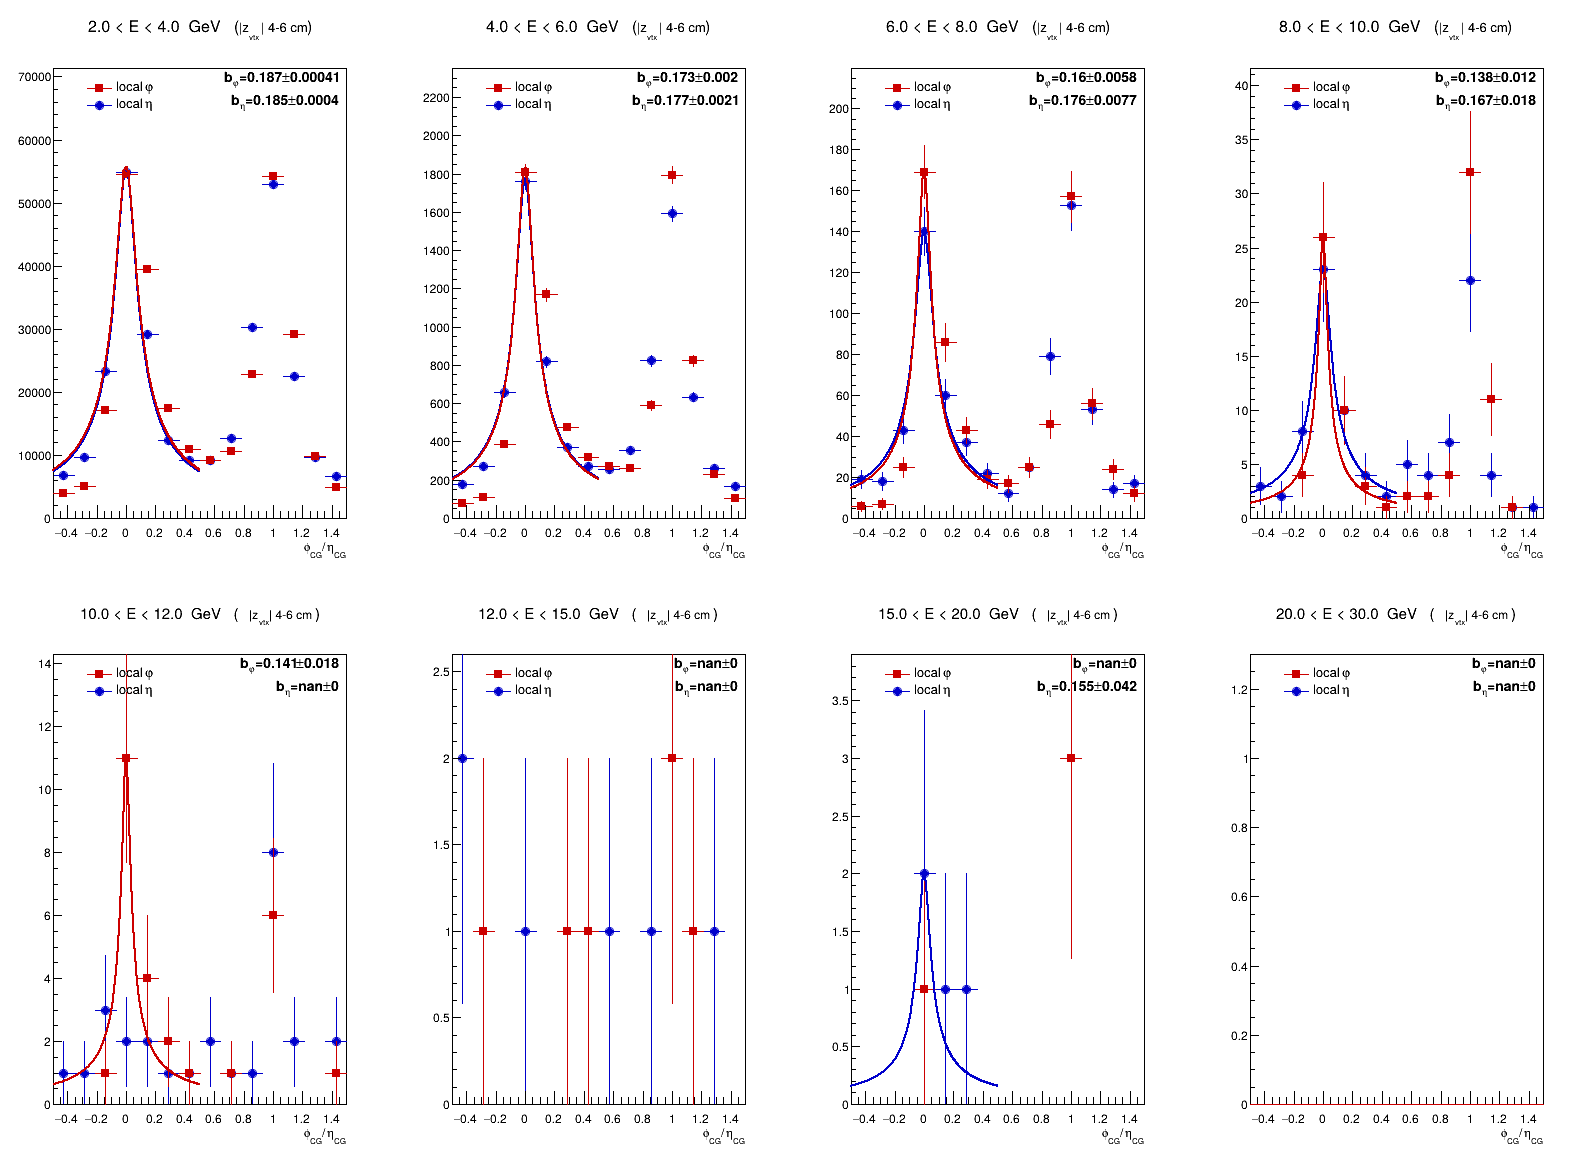 2.0 < E < 4.0 GeV (|z_vtx| 4-6 cm)
local φ
local η
b_φ=0.187±0.00041
b_η=0.185±0.0004
70000
60000
50000
40000
30000
20000
10000
0
−0.4 −0.2 0 0.2 0.4 0.6 0.8 1 1.2 1.4
ϕ_CG/η_CG
4.0 < E < 6.0 GeV (|z_vtx| 4-6 cm)
local φ
local η
b_φ=0.173±0.002
b_η=0.177±0.0021
2200
2000
1800
1600
1400
1200
1000
800
600
400
200
0
−0.4 −0.2 0 0.2 0.4 0.6 0.8 1 1.2 1.4
ϕ_CG/η_CG
6.0 < E < 8.0 GeV (|z_vtx| 4-6 cm)
local φ
local η
b_φ=0.16±0.0058
b_η=0.176±0.0077
200
180
160
140
120
100
80
60
40
20
0
−0.4 −0.2 0 0.2 0.4 0.6 0.8 1 1.2 1.4
ϕ_CG/η_CG
8.0 < E < 10.0 GeV (|z_vtx| 4-6 cm)
local φ
local η
b_φ=0.138±0.012
b_η=0.167±0.018
40
35
30
25
20
15
10
5
0
−0.4 −0.2 0 0.2 0.4 0.6 0.8 1 1.2 1.4
ϕ_CG/η_CG
10.0 < E < 12.0 GeV ( |z_vtx| 4-6 cm )
local φ
local η
b_φ=0.141±0.018
b_η=nan±0
14
12
10
8
6
4
2
0
−0.4 −0.2 0 0.2 0.4 0.6 0.8 1 1.2 1.4
ϕ_CG/η_CG
12.0 < E < 15.0 GeV ( |z_vtx| 4-6 cm )
local φ
local η
b_φ=nan±0
b_η=nan±0
2.5
2
1.5
1
0.5
0
−0.4 −0.2 0 0.2 0.4 0.6 0.8 1 1.2 1.4
ϕ_CG/η_CG
15.0 < E < 20.0 GeV ( |z_vtx| 4-6 cm )
local φ
local η
b_φ=nan±0
b_η=0.155±0.042
3.5
3
2.5
2
1.5
1
0.5
0
−0.4 −0.2 0 0.2 0.4 0.6 0.8 1 1.2 1.4
ϕ_CG/η_CG
20.0 < E < 30.0 GeV ( |z_vtx| 4-6 cm )
local φ
local η
b_φ=nan±0
b_η=nan±0
1.2
1
0.8
0.6
0.4
0.2
0
−0.4 −0.2 0 0.2 0.4 0.6 0.8 1 1.2 1.4
ϕ_CG/η_CG